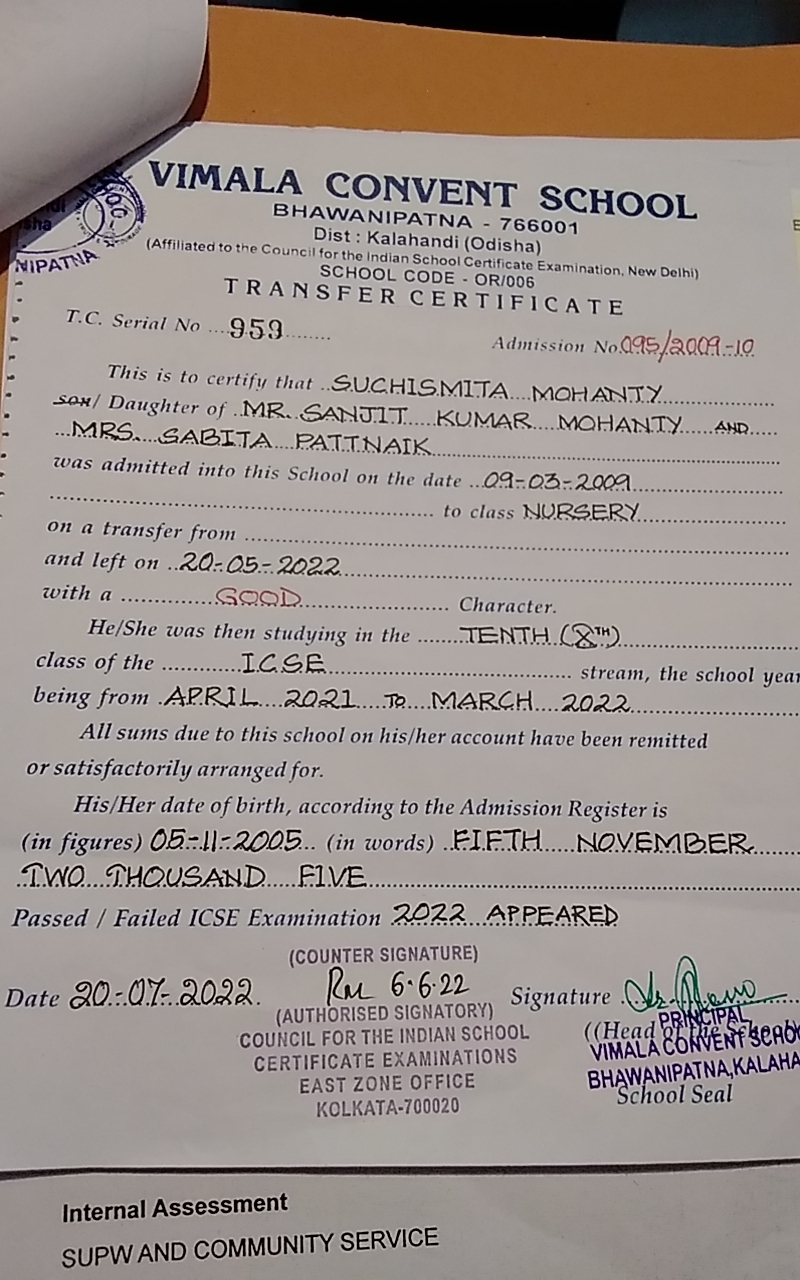 VIMALA CONVENT SCHOOL
BHAWANIPATNA - 766001
Dist : Kalahandi (Odisha)
(Affiliated to the Council for the Indian School Certificate Examination, New Delhi)
SCHOOL CODE - OR/006
TRANSFER CERTIFICATE
NIPATNA
T.C. Serial No ....959........
Admission No.095/2009-10
This is to certify that ..SUCHISMITA MOHANTY
son/ Daughter of ..MR. SANJIT KUMAR MOHANTY AND
MRS. SABITA PATTNAIK
was admitted into this School on the date ...09-03-2009
to class NURSERY
on a transfer from
and left on ..20-05-2022
with a GOOD Character.
He/She was then studying in the TENTH (XTH)
class of the I.C.S.E stream, the school year
being from APRIL 2021 TO MARCH 2022
All sums due to this school on his/her account have been remitted
or satisfactorily arranged for.
His/Her date of birth, according to the Admission Register is
(in figures) 05-11-2005 (in words) FIFTH NOVEMBER
TWO THOUSAND FIVE
Passed / Failed ICSE Examination 2022 APPEARED
(COUNTER SIGNATURE)
Date 20-07-2022. 6.6.22 Signature
(AUTHORISED SIGNATORY)
COUNCIL FOR THE INDIAN SCHOOL
CERTIFICATE EXAMINATIONS
EAST ZONE OFFICE
KOLKATA-700020
PRINCIPAL
((Head of the School)
VIMALA CONVENT SCHOO
BHAWANIPATNA,KALAHA
School Seal
Internal Assessment
SUPW AND COMMUNITY SERVICE